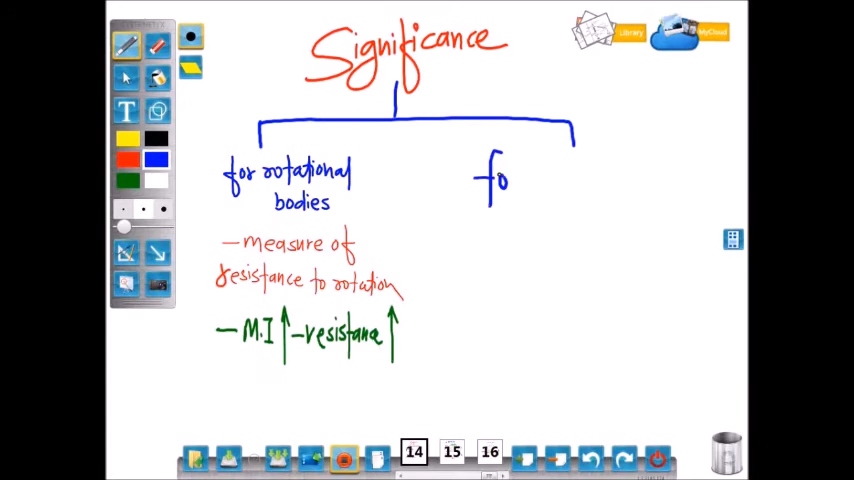 Significance
Library
MyCloud
for rotational
bodies
fo
-measure of
resistance to rotation
-M.I↑-resistance↑
T
14 15 16